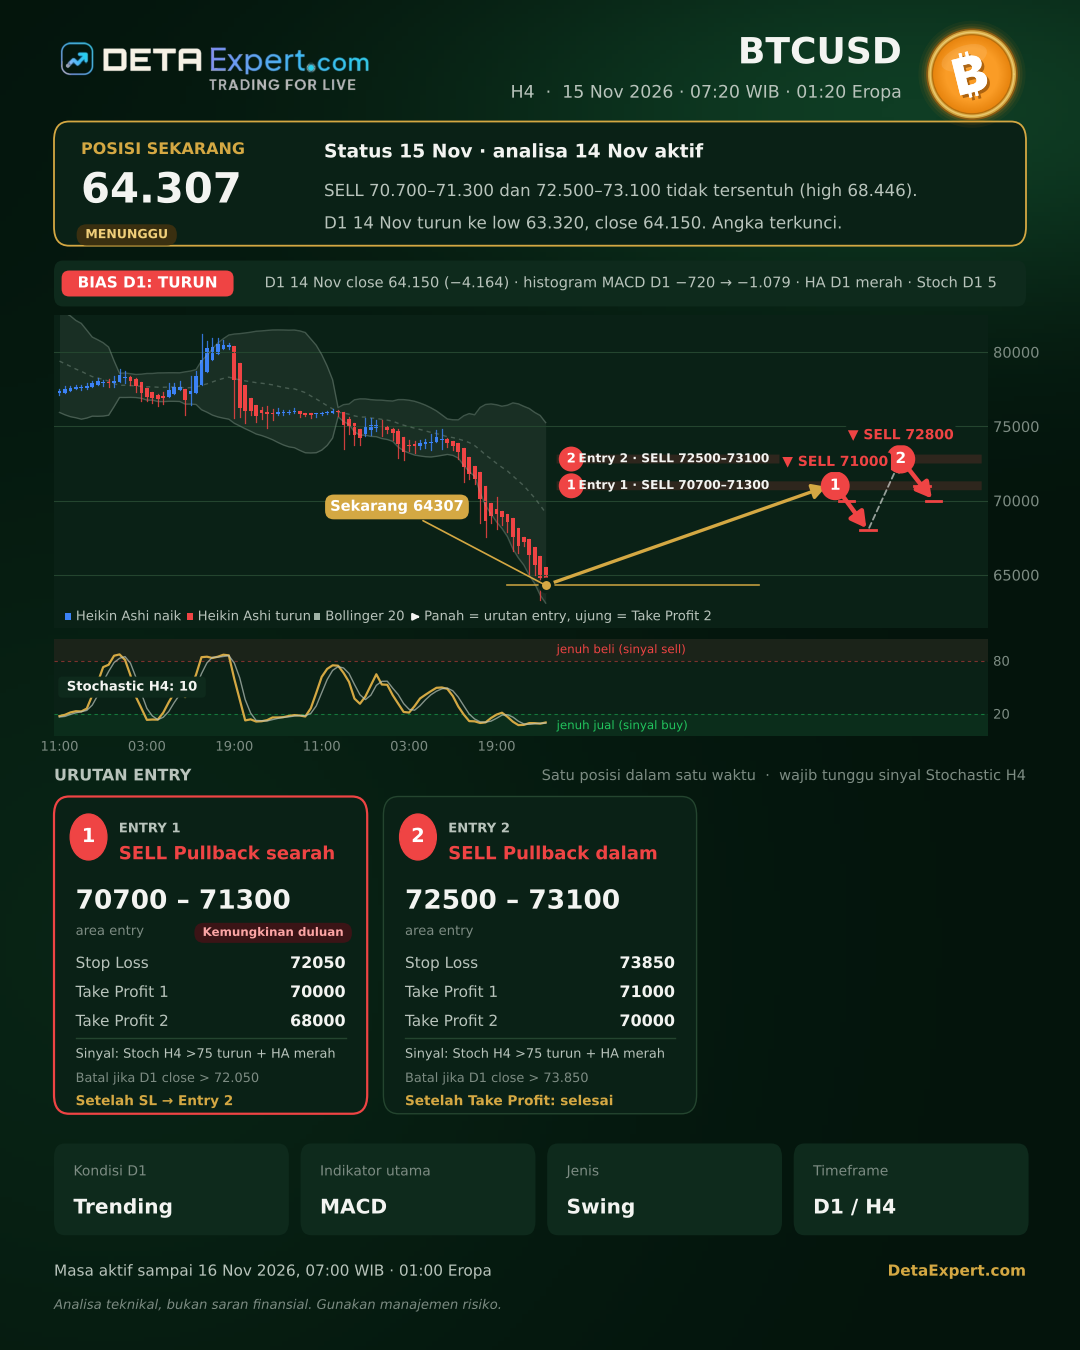 DETA Expert.com
TRADING FOR LIVE
BTCUSD
H4 · 15 Nov 2026 · 07:20 WIB · 01:20 Eropa
POSISI SEKARANG
64.307
MENUNGGU
Status 15 Nov · analisa 14 Nov aktif
SELL 70.700–71.300 dan 72.500–73.100 tidak tersentuh (high 68.446).
D1 14 Nov turun ke low 63.320, close 64.150. Angka terkunci.
BIAS D1: TURUN
D1 14 Nov close 64.150 (−4.164) · histogram MACD D1 −720 → −1.079 · HA D1 merah · Stoch D1 5
80000
75000
70000
65000
▼ SELL 72800
2 Entry 2 · SELL 72500–73100
▼ SELL 71000
2
1 Entry 1 · SELL 70700–71300
1
Sekarang 64307
Heikin Ashi naik
Heikin Ashi turun
Bollinger 20
Panah = urutan entry, ujung = Take Profit 2
jenuh beli (sinyal sell)
80
Stochastic H4: 10
20
jenuh jual (sinyal buy)
11:00 03:00 19:00 11:00 03:00 19:00
URUTAN ENTRY
Satu posisi dalam satu waktu · wajib tunggu sinyal Stochastic H4
1
ENTRY 1
SELL Pullback searah
70700 – 71300
area entry
Kemungkinan duluan
Stop Loss 72050
Take Profit 1 70000
Take Profit 2 68000
Sinyal: Stoch H4 >75 turun + HA merah
Batal jika D1 close > 72.050
Setelah SL → Entry 2
2
ENTRY 2
SELL Pullback dalam
72500 – 73100
area entry
Stop Loss 73850
Take Profit 1 71000
Take Profit 2 70000
Sinyal: Stoch H4 >75 turun + HA merah
Batal jika D1 close > 73.850
Setelah Take Profit: selesai
Kondisi D1
Trending
Indikator utama
MACD
Jenis
Swing
Timeframe
D1 / H4
Masa aktif sampai 16 Nov 2026, 07:00 WIB · 01:00 Eropa
DetaExpert.com
Analisa teknikal, bukan saran finansial. Gunakan manajemen risiko.